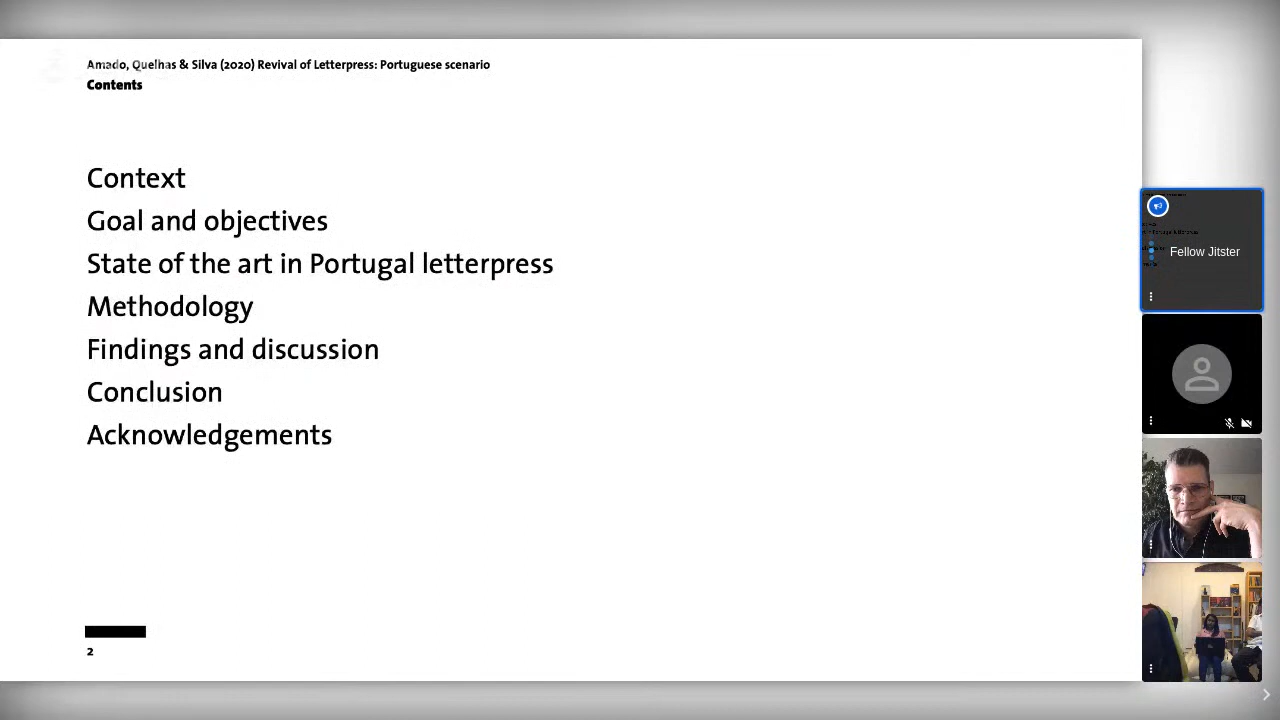 Amado, Quelhas & Silva (2020) Revival of Letterpress: Portuguese scenario
Contents
Context
Goal and objectives
State of the art in Portugal letterpress
Methodology
Findings and discussion
Conclusion
Acknowledgements
2
Fellow Jitster